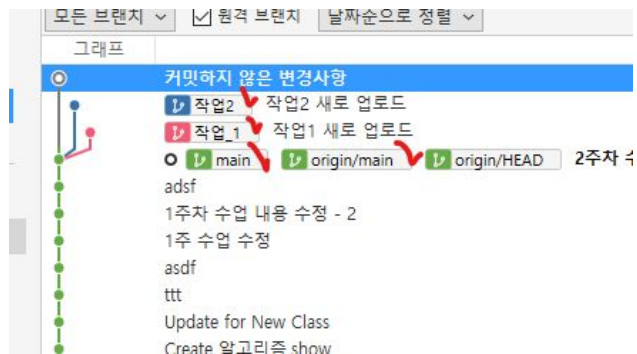 모든 브랜치 원격 브랜치 날짜순으로 정렬
그래프
커밋하지 않은 변경사항
작업2 작업2 새로 업로드
작업_1 작업1 새로 업로드
main origin/main origin/HEAD 2주차
adsf
1주차 수업 내용 수정 - 2
1주 수업 수정
asdf
ttt
Update for New Class
Create 알고리즘 show